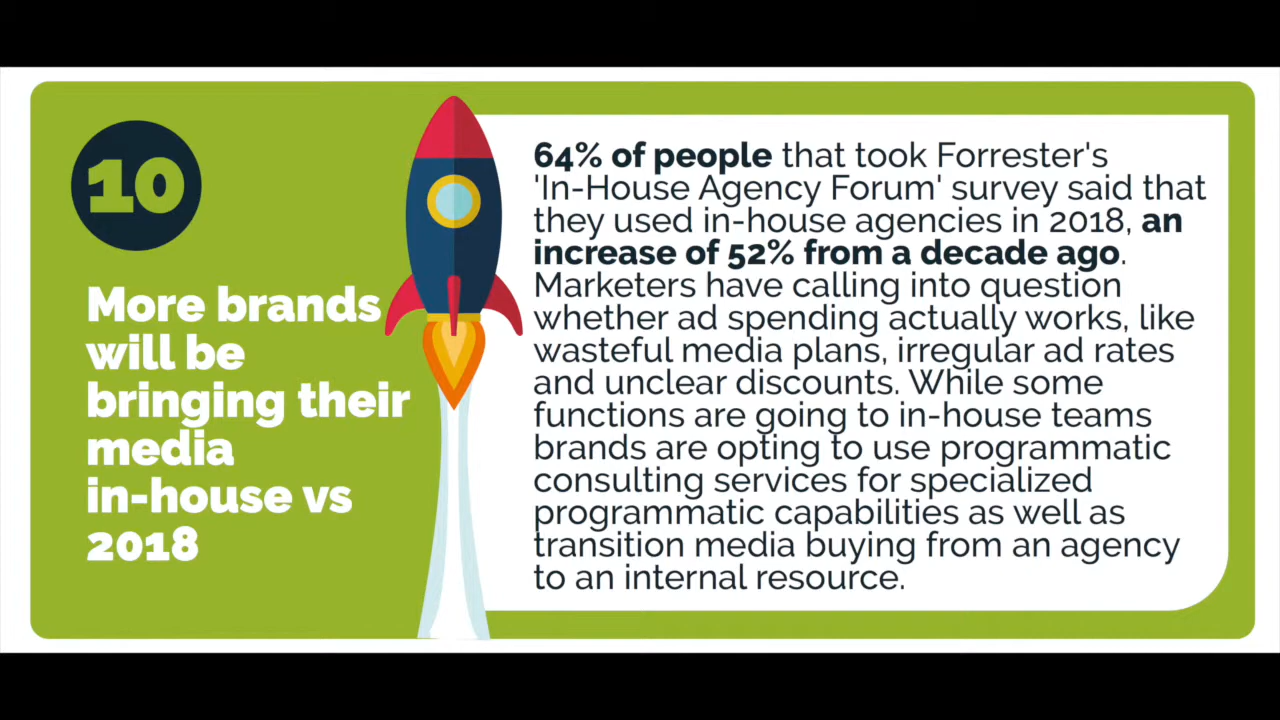 10
More brands
will be
bringing their
media
in-house vs
2018
64% of people that took Forrester's
'In-House Agency Forum' survey said that
they used in-house agencies in 2018, an
increase of 52% from a decade ago.
Marketers have calling into question
whether ad spending actually works, like
wasteful media plans, irregular ad rates
and unclear discounts. While some
functions are going to in-house teams
brands are opting to use programmatic
consulting services for specialized
programmatic capabilities as well as
transition media buying from an agency
to an internal resource.